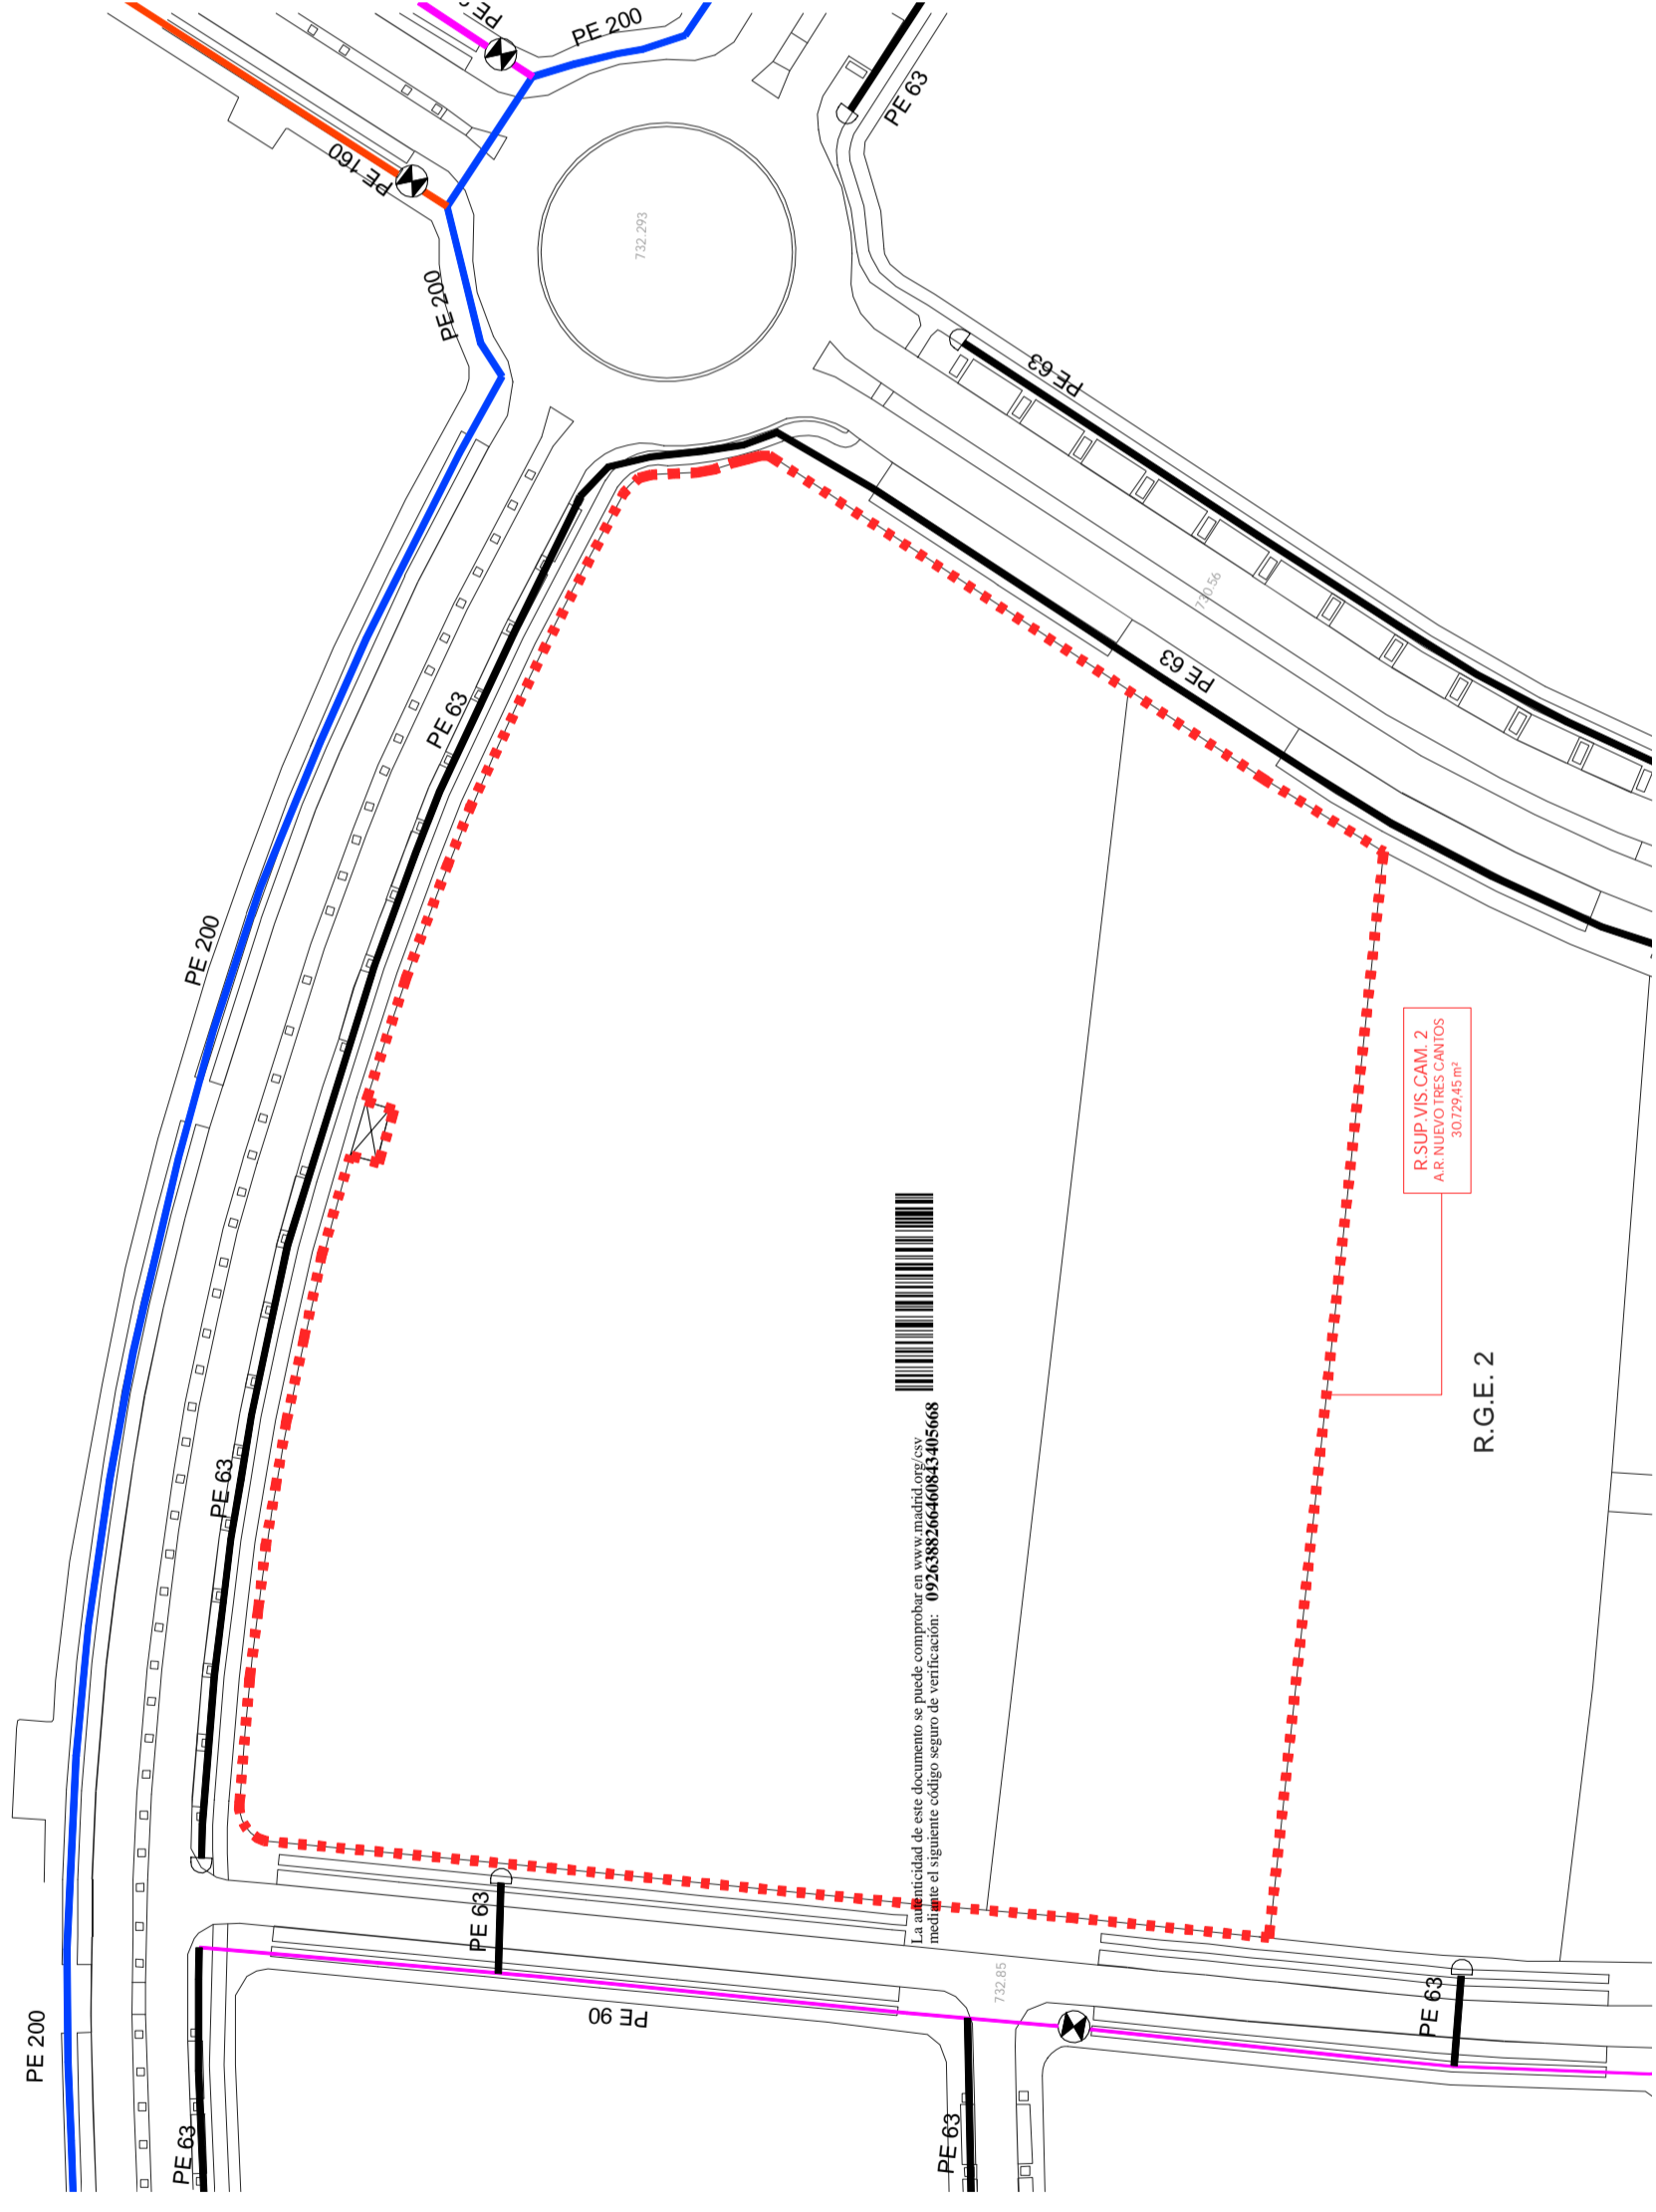 PE 200
PE 63
PE 160
732.293
PE 200
PE 63
PE 63
730.56
PE 63
PE 200
R.SUP.VIS.CAM. 2
A.R. NUEVO TRES CANTOS
30.729,45 m²
R.G.E. 2
PE 63
La autenticidad de este documento se puede comprobar en www.madrid.org/csv
mediante el siguiente código seguro de verificación: 0926388266460843405668
PE 63
PE 90
732.85
PE 63
PE 200
PE 63
PE 63